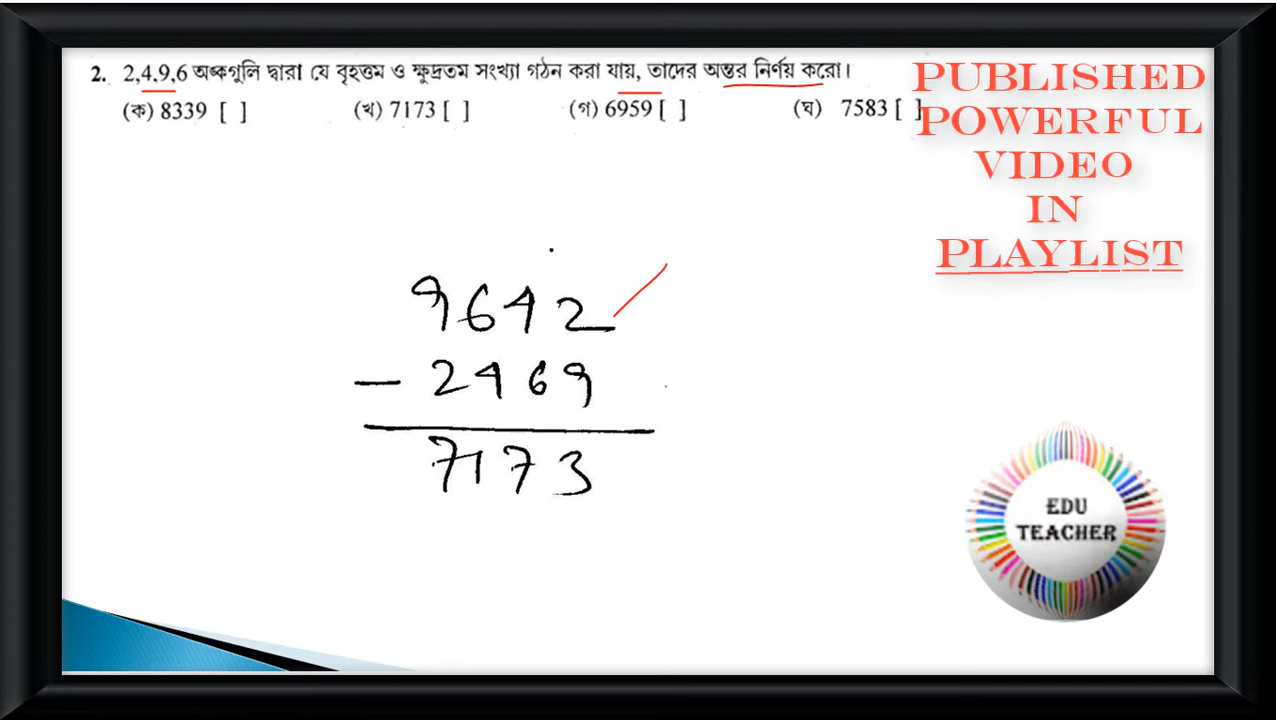 2. 2,4,9,6 অঙ্কগুলি দ্বারা যে বৃহত্তম ও ক্ষুদ্রতম সংখ্যা গঠন করা যায়, তাদের অন্তর নির্ণয় করো।
(ক) 8339 [ ] (খ) 7173 [ ] (গ) 6959 [ ] (ঘ) 7583 [ ]
PUBLISHED
POWERFUL
VIDEO
IN
PLAYLIST
9642
- 2469
7173
EDU
TEACHER